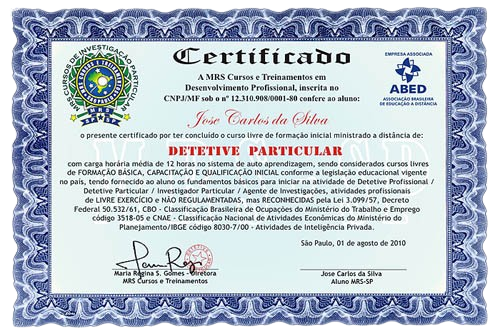 Certificado
MRS CURSOS DE INVESTIGAÇÃO PARTICULAR
EMPRESA ASSOCIADA
ABED
ASSOCIAÇÃO BRASILEIRA
DE EDUCAÇÃO A DISTÂNCIA
A MRS Cursos e Treinamentos em
Desenvolvimento Profissional, inscrita no
CNPJ/MF sob o nº 12.310.908/0001-80 confere ao aluno:
Jose Carlos da Silva
o presente certificado por ter concluído o curso livre de formação inicial ministrado a distância de:
DETETIVE PARTICULAR
com carga horária média de 12 horas no sistema de auto aprendizagem, sendo considerados cursos livres
de FORMAÇÃO BÁSICA, CAPACITAÇÃO E QUALIFICAÇÃO INICIAL conforme a legislação educacional vigente
no país, tendo fornecido ao aluno os fundamentos básicos para iniciar na atividade de Detetive Profissional /
Detetive Particular / Investigador Particular / Agente de Investigações, atividades profissionais
de LIVRE EXERCÍCIO e NÃO REGULAMENTADAS, mas RECONHECIDAS pela Lei 3.099/57, Decreto
Federal 50.532/61, CBO - Classificação Brasileira de Ocupações do Ministério do Trabalho e Emprego
código 3518-05 e CNAE - Classificação Nacional de Atividades Econômicas do Ministério do
Planejamento/IBGE código 8030-7/00 - Atividades de Inteligência Privada.
São Paulo, 01 de agosto de 2010
Maria Regina S. Gomes - Diretora
MRS Cursos e Treinamentos
Jose Carlos da Silva
Aluno MRS-SP